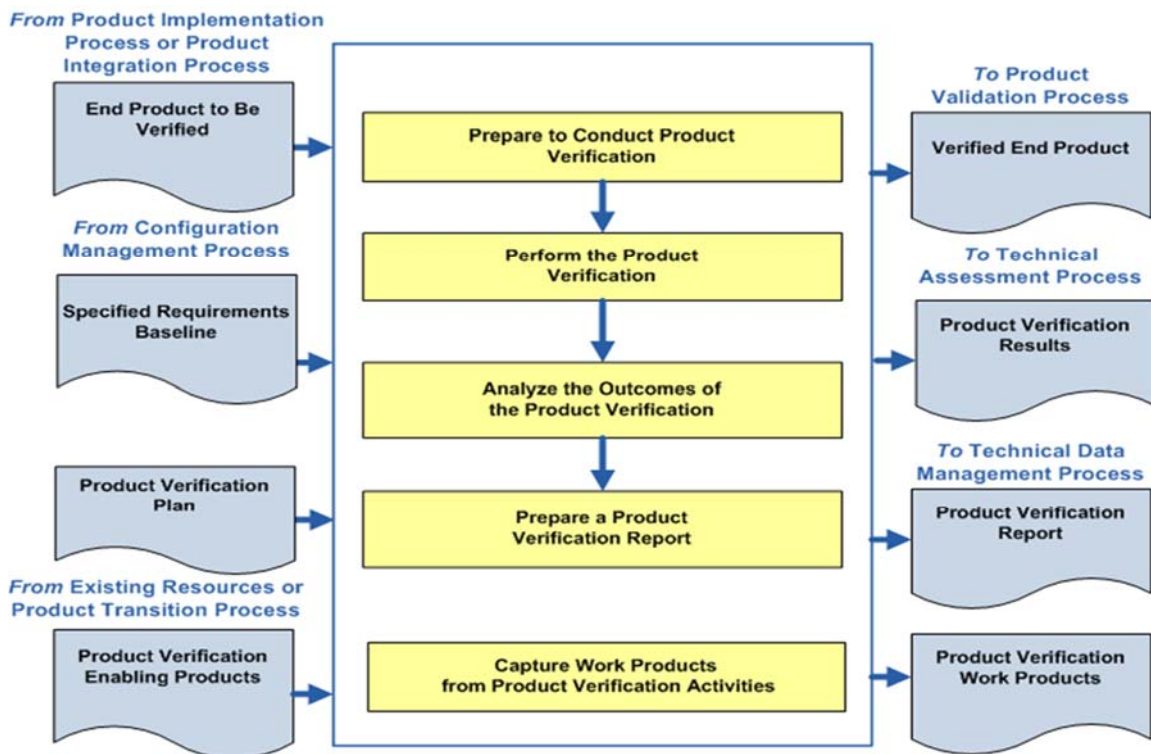 From Product Implementation
Process or Product
Integration Process
End Product to Be
Verified
From Configuration
Management Process
Specified Requirements
Baseline
Product Verification
Plan
From Existing Resources or
Product Transition Process
Product Verification
Enabling Products
Prepare to Conduct Product
Verification
Perform the Product
Verification
Analyze the Outcomes of
the Product Verification
Prepare a Product
Verification Report
Capture Work Products
from Product Verification Activities
To Product
Validation Process
Verified End Product
To Technical
Assessment Process
Product Verification
Results
To Technical Data
Management Process
Product Verification
Report
Product Verification
Work Products